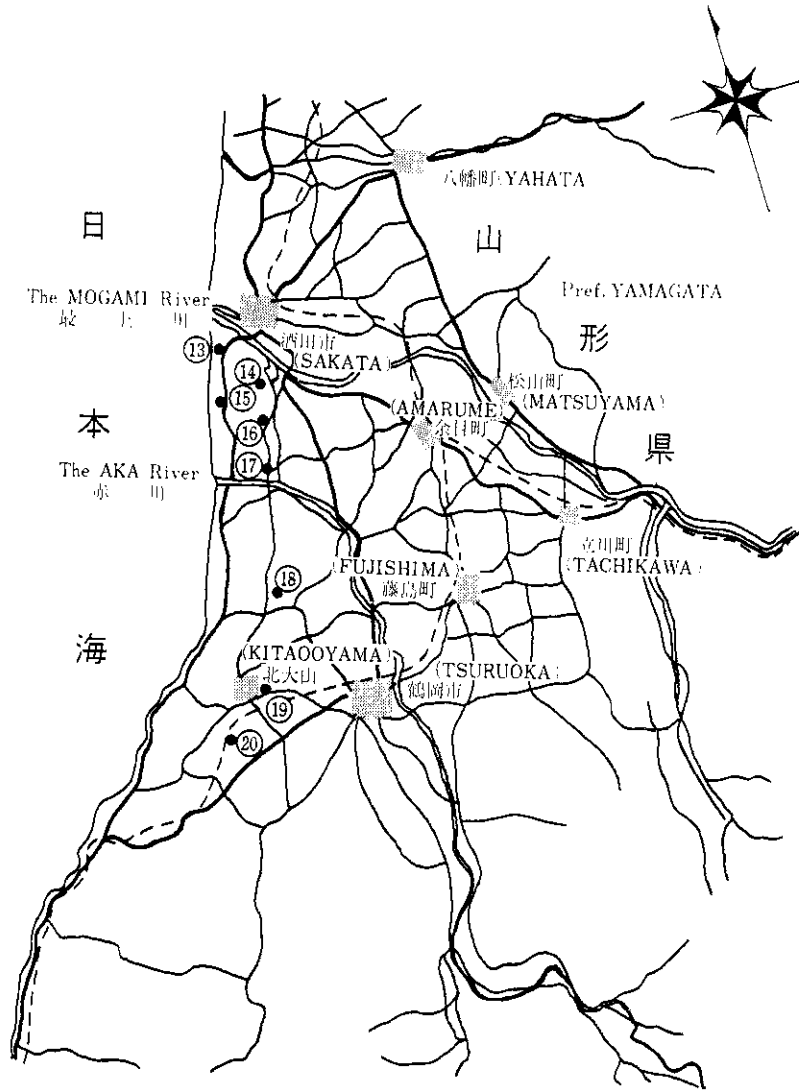 八幡町 YAHATA
日本海
山形県
Pref. YAMAGATA
The MOGAMI River
最上川
酒田市
(SAKATA)
⑬
⑭
⑮
⑯
⑰
松山町
(MATSUYAMA)
(AMARUME)
余目町
The AKA River
赤川
立川町
(TACHIKAWA)
(FUJISHIMA)
藤島町
⑱
(KITAOOYAMA)
北大山
(TSURUOKA)
鶴岡市
⑲
⑳